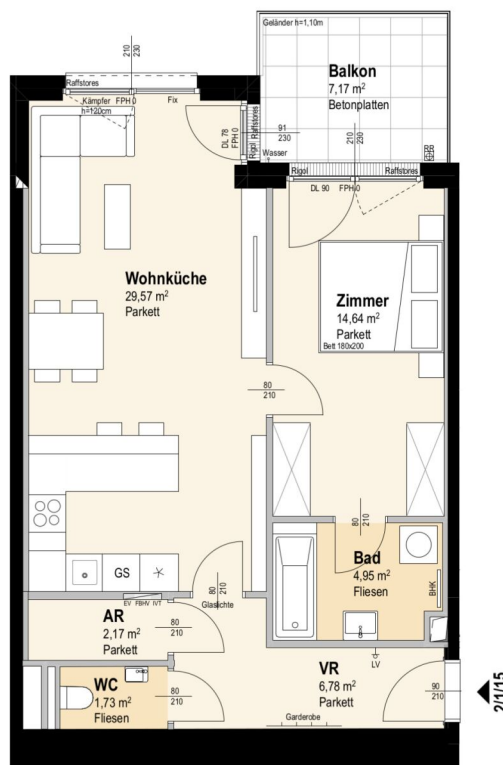 Geländer h=1,10m
Balkon
7,17 m²
Betonplatten
210
230
Raffstores
Kämpfer
h=120cm
FPH 0
Fix
DL 78
FPH 0
Rigol
Raffstores
91
230
210
230
Wasser
Rigol
Raffstores
DL 90
FPH 0
Wohnküche
29,57 m²
Parkett
Zimmer
14,64 m²
Parkett
Bett 180x200
80
210
80
210
GS
Bad
4,95 m²
Fliesen
BHK
80
210
Glaslichte
EV FBHV IVT
AR
2,17 m²
Parkett
80
210
LV
VR
6,78 m²
Parkett
WC
1,73 m²
Fliesen
80
210
Garderobe
90
210
2/1/15